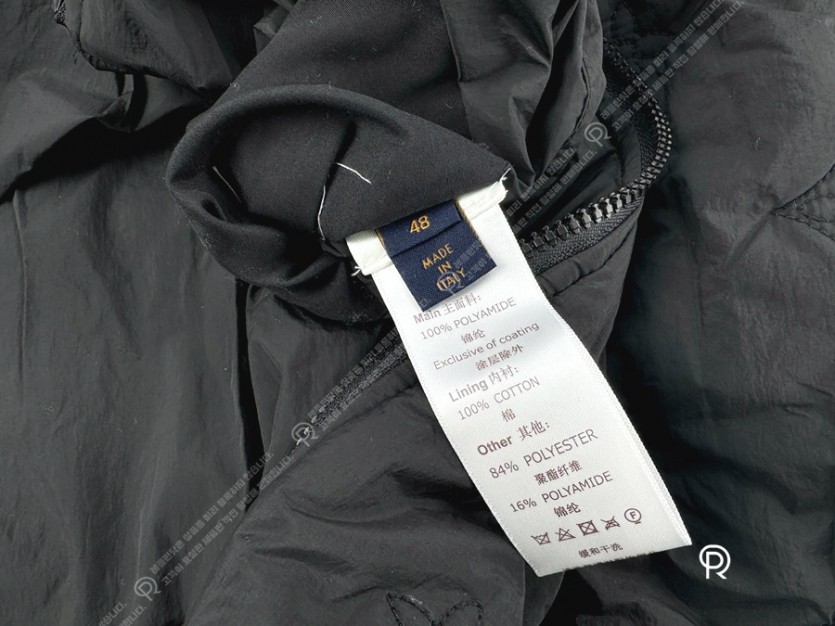 48
MADE
IN
ITALY
Main 主面料:
100% POLYAMIDE
锦纶
Exclusive of coating
涂层除外
Lining 内衬:
100% COTTON
棉
Other 其他:
84% POLYESTER
聚酯纤维
16% POLYAMIDE
锦纶
F
缓和干洗
R